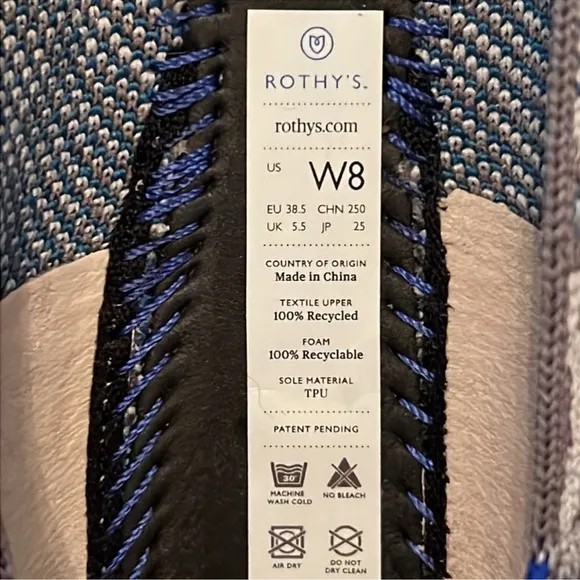 ROTHY'S™
rothys.com
US W8
EU 38.5 CHN 250
UK 5.5 JP 25
COUNTRY OF ORIGIN
Made in China
TEXTILE UPPER
100% Recycled
FOAM
100% Recyclable
SOLE MATERIAL
TPU
PATENT PENDING
30°
MACHINE WASH COLD
NO BLEACH
AIR DRY
DO NOT DRY CLEAN